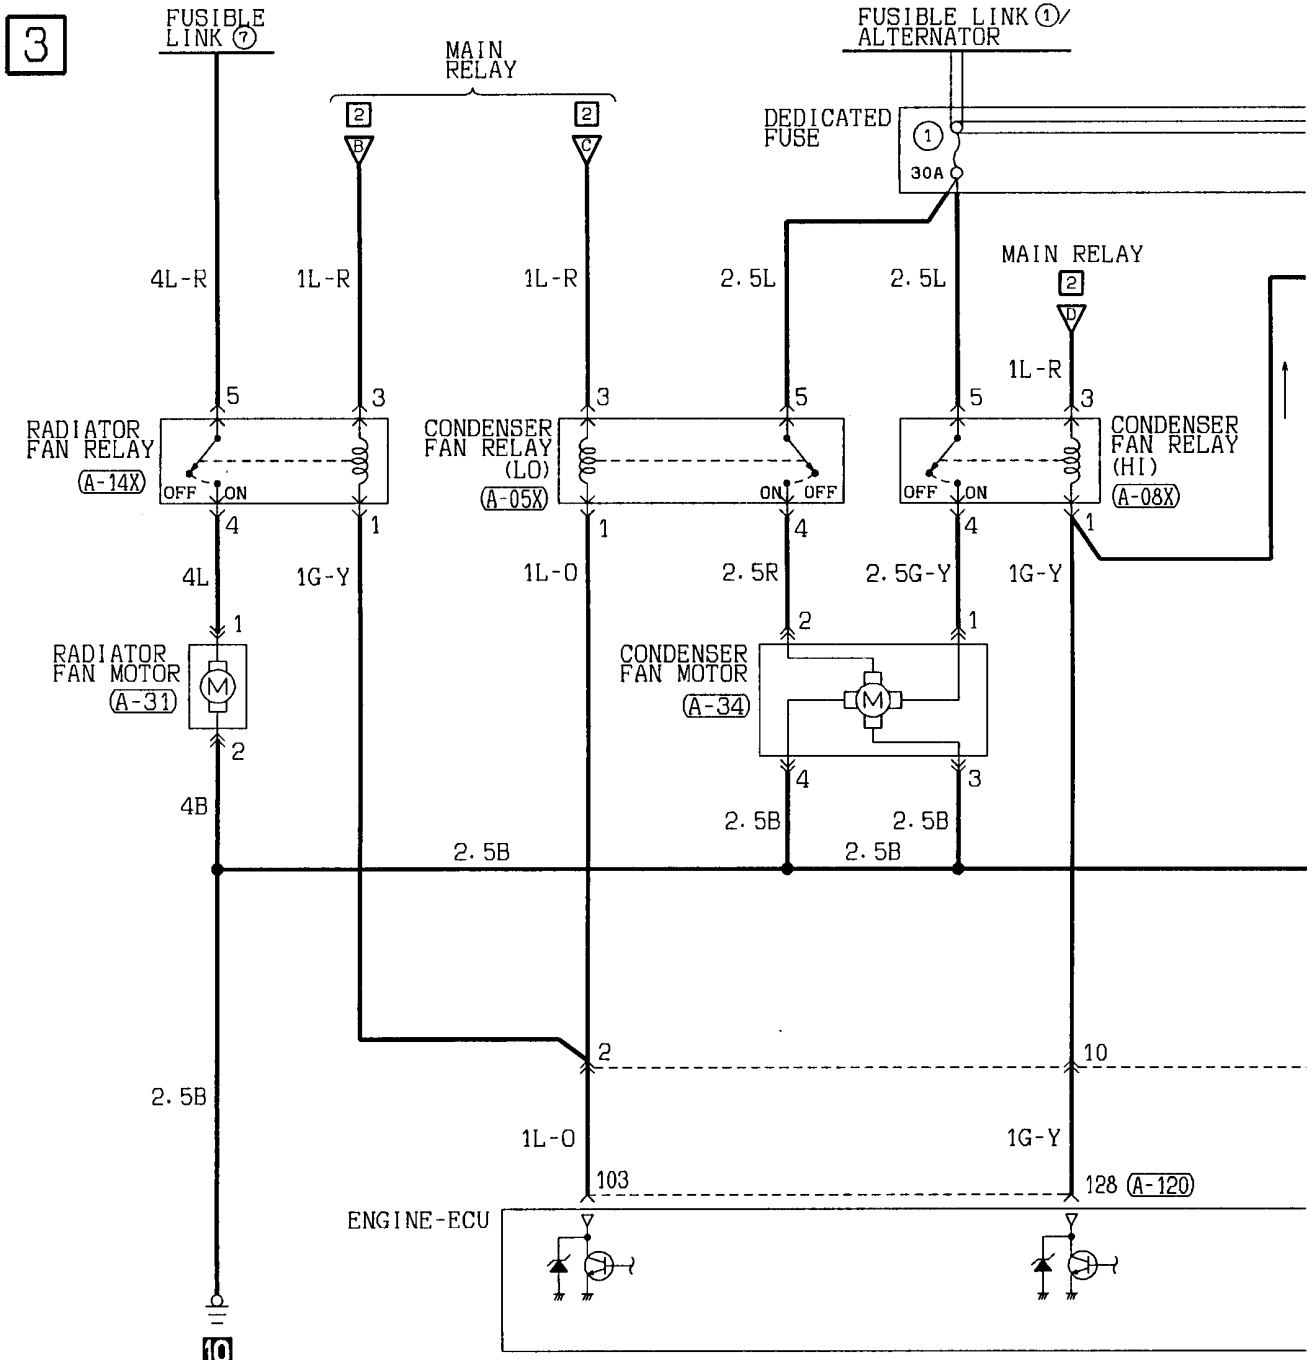 3
FUSIBLE
LINK ⑦
MAIN
RELAY
FUSIBLE LINK ①/
ALTERNATOR
2
B
2
C
DEDICATED
FUSE
①
30A
MAIN RELAY
2
D
4L-R
1L-R
1L-R
2.5L
2.5L
1L-R
5
3
3
5
5
3
RADIATOR
FAN RELAY
(A-14X)
OFF
ON
CONDENSER
FAN RELAY
(LO)
(A-05X)
ON
OFF
OFF
ON
CONDENSER
FAN RELAY
(HI)
(A-08X)
4
1
1
4
4
1
4L
1G-Y
1L-O
2.5R
2.5G-Y
1G-Y
1
2
1
RADIATOR
FAN MOTOR
(A-31)
M
CONDENSER
FAN MOTOR
(A-34)
M
2
4
3
4B
2.5B
2.5B
2.5B
2.5B
2
10
2.5B
1L-O
1G-Y
103
128 (A-120)
ENGINE-ECU
10